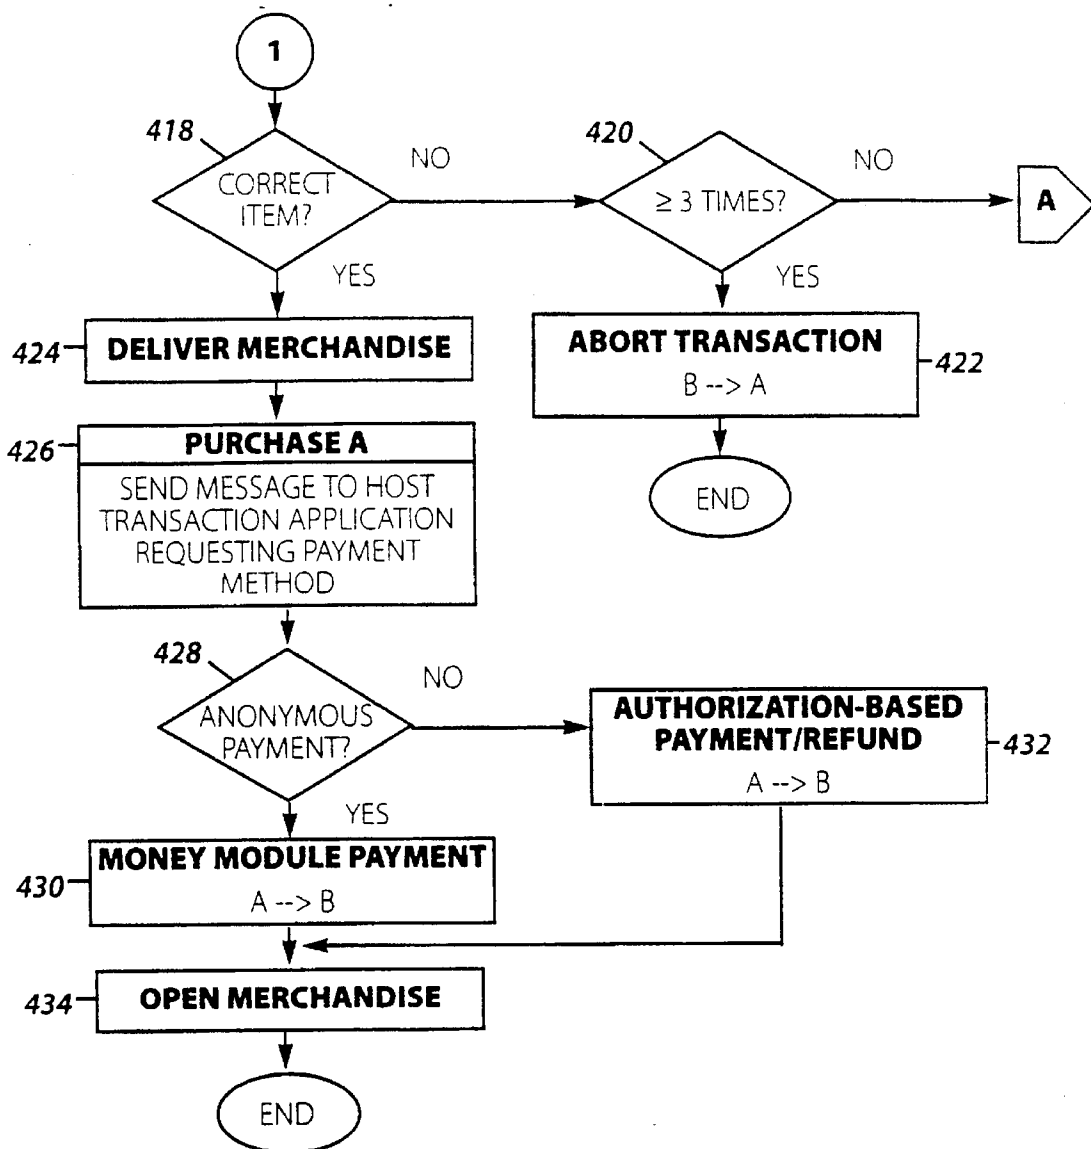 1
418
CORRECT
ITEM?
NO
420
≥ 3 TIMES?
NO
A
YES
YES
424
DELIVER MERCHANDISE
ABORT TRANSACTION
B --> A
422
426
PURCHASE A
SEND MESSAGE TO HOST
TRANSACTION APPLICATION
REQUESTING PAYMENT
METHOD
END
428
ANONYMOUS
PAYMENT?
NO
AUTHORIZATION-BASED
PAYMENT/REFUND
A --> B
432
YES
430
MONEY MODULE PAYMENT
A --> B
434
OPEN MERCHANDISE
END